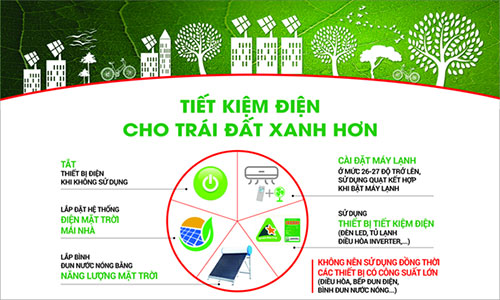 TIẾT KIỆM ĐIỆN
CHO TRÁI ĐẤT XANH HƠN
TẮT
THIẾT BỊ ĐIỆN
KHI KHÔNG SỬ DỤNG
LẮP ĐẶT HỆ THỐNG
ĐIỆN MẶT TRỜI
MÁI NHÀ
LẮP BÌNH
ĐUN NƯỚC NÓNG BẰNG
NĂNG LƯỢNG MẶT TRỜI
CÀI ĐẶT MÁY LẠNH
Ở MỨC 26-27 ĐỘ TRỞ LÊN,
SỬ DỤNG QUẠT KẾT HỢP
KHI BẬT MÁY LẠNH
SỬ DỤNG
THIẾT BỊ TIẾT KIỆM ĐIỆN
(ĐÈN LED, TỦ LẠNH
ĐIỀU HÒA INVERTER,...)
KHÔNG NÊN SỬ DỤNG ĐỒNG THỜI
CÁC THIẾT BỊ CÓ CÔNG SUẤT LỚN
(ĐIỀU HÒA, BẾP ĐUN ĐIỆN,
BÌNH ĐUN NƯỚC NÓNG...)